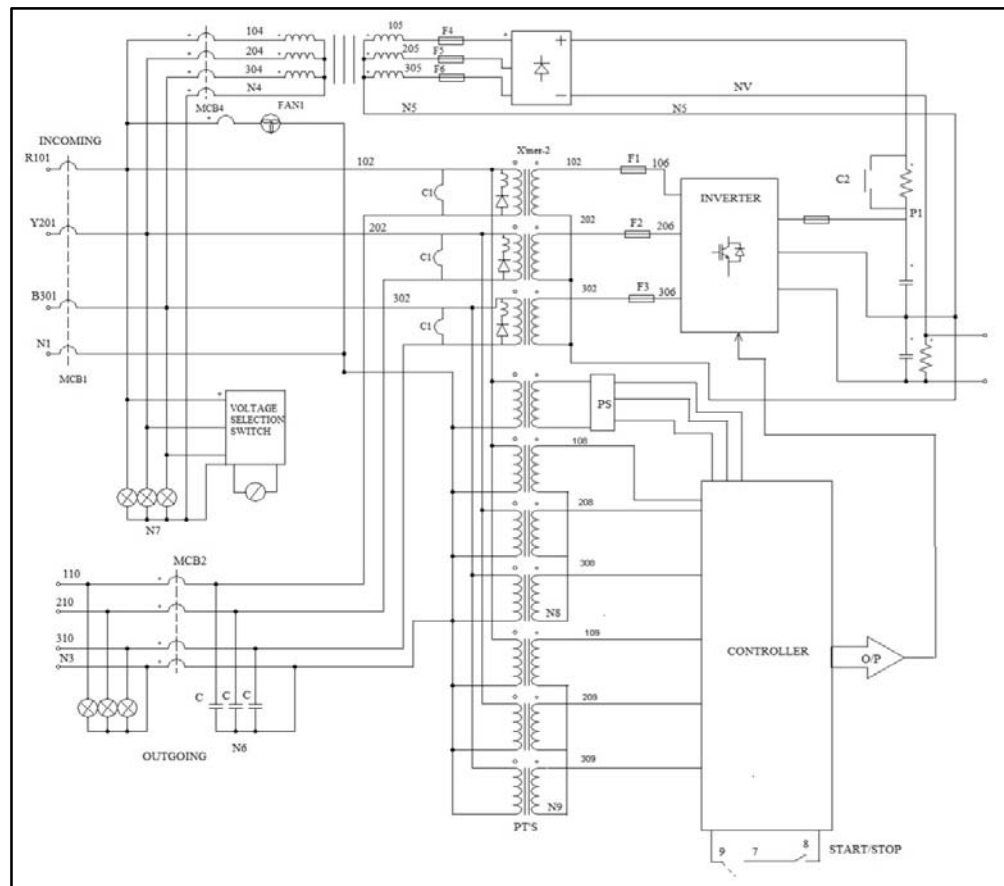 105
104
F4
+
204
205
F5
304
305
F6
N4
−
NV
MCB4
FAN1
N5
N5
INCOMING
X'mer-2
R101
102
102
F1
106
C2
INVERTER
C1
P1
Y201
202
202
F2
206
C1
B301
302
302
F3
306
C1
N1
MCB1
PS
VOLTAGE
SELECTION
SWITCH
108
208
N7
MCB2
308
110
210
N8
310
109
N3
CONTROLLER
O/P
C
C
C
209
N6
OUTGOING
309
N9
PT'S
9
7
8
START/STOP